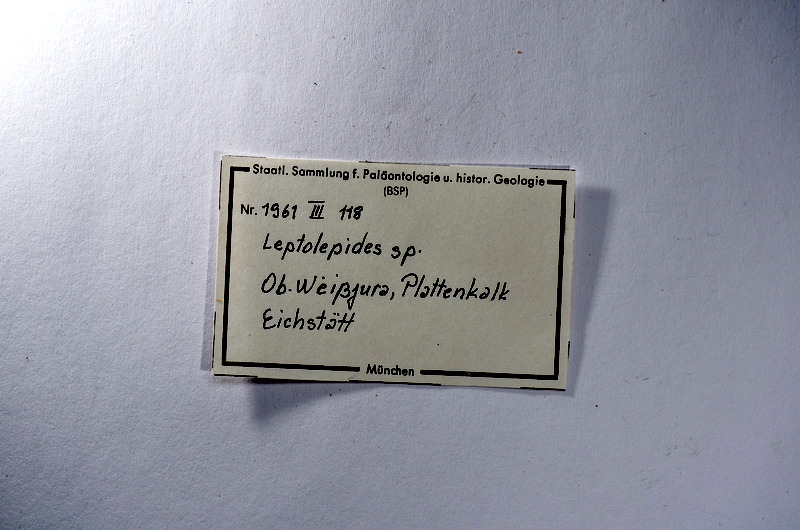 Staatl. Sammlung f. Paläontologie u. histor. Geologie
(BSP)
Nr. 1961 III 118
Leptolepides sp.
Ob. Weißjura, Plattenkalk
Eichstätt
München